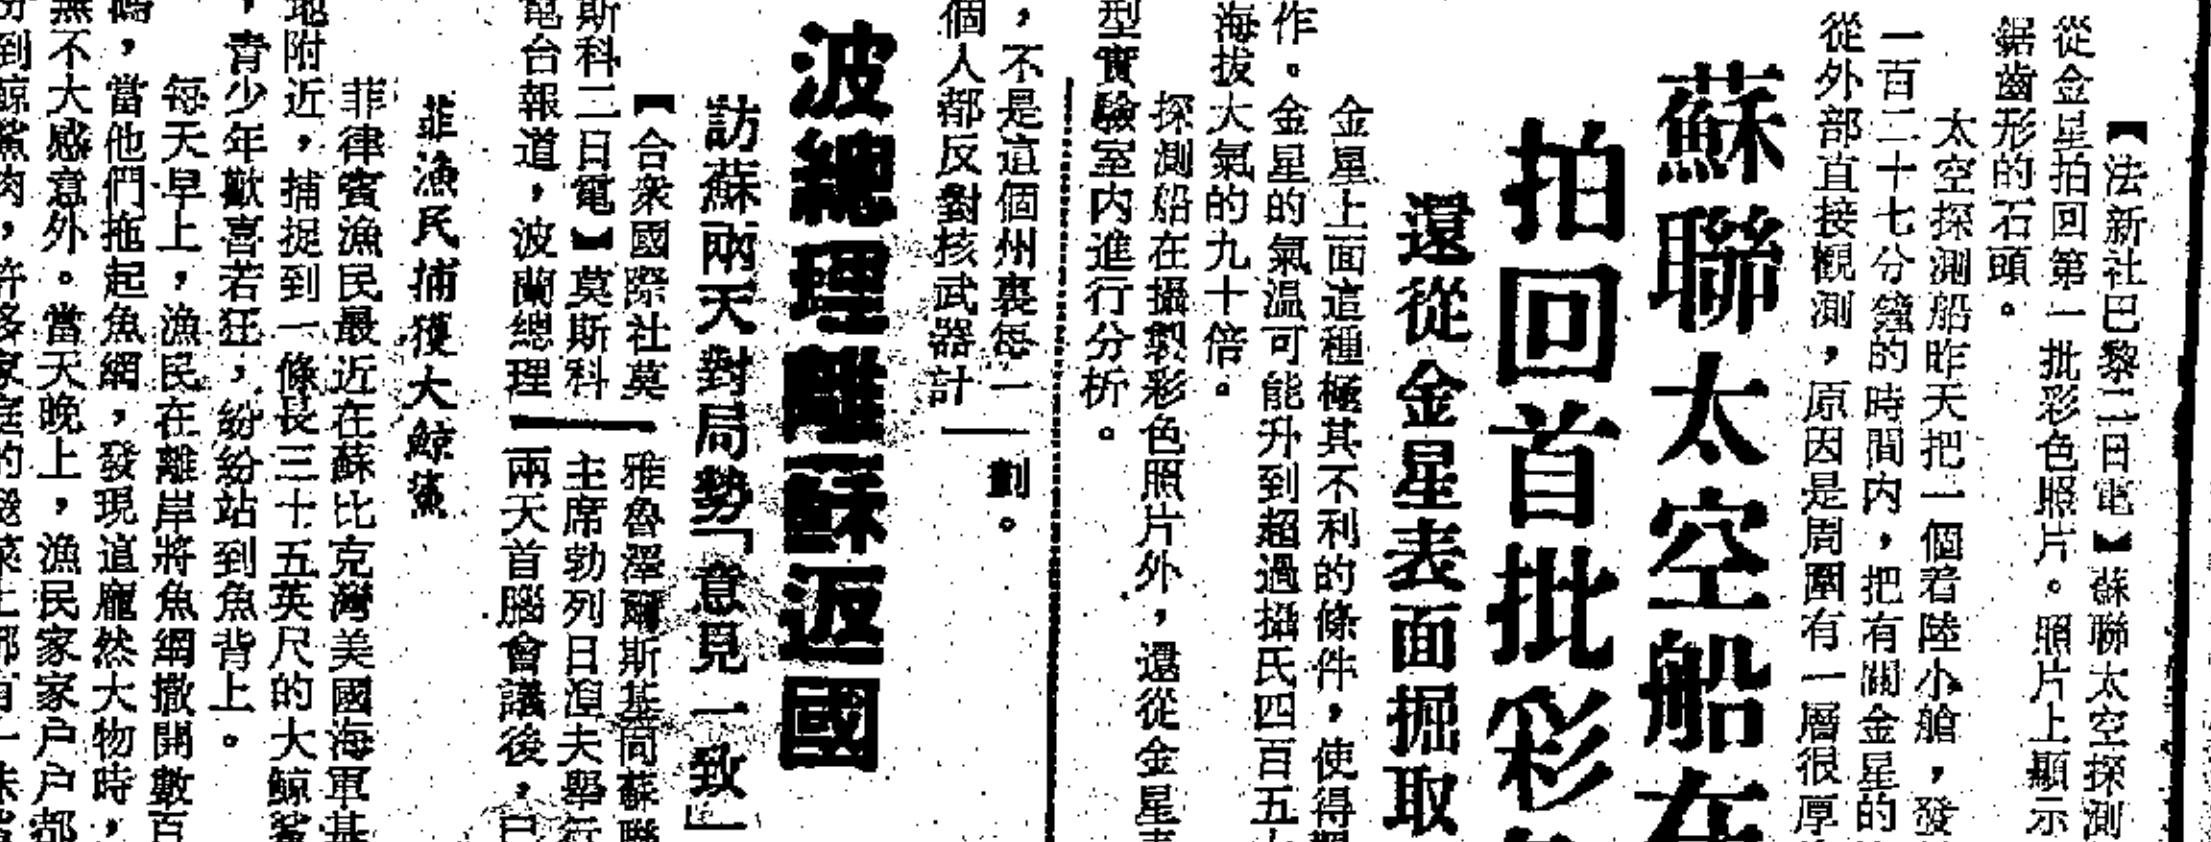 【法新社巴黎二日電】蘇聯太空探測
從金星拍回第一批彩色照片。照片上顯示
鋸齒形的石頭。
太空探測船昨天把一個着陸小艙，發
一百二十七分鐘的時間內，把有關金星的
從外部直接觀測，原因是周圍有一層很厚
蘇聯太空船在
拍回首批彩
還從金星表面掘取
金星上面這種極其不利的條件，使得
作。金星的氣温可能升到超過攝氏四百五
海拔大氣的九十倍。
探測船在攝製彩色照片外，還從金星表
型實驗室內進行分析。
，不是這個州裏每一
個人都反對核武器計
劃。
波總理離蘇返國
訪蘇兩天對局勢「意見一致」
【合衆國際社莫
斯科二日電】莫斯科
電台報道，波蘭總理
雅魯澤爾斯基同蘇聯
主席勃列日湼夫舉行
兩天首腦會議後，已
菲漁民捕獲大鯨鯊
菲律賓漁民最近在蘇比克灣美國海軍基
地附近，捕捉到一條長三十五英尺的大鯨鯊
，青少年歡喜若狂，紛紛站到魚背上。
每天早上，漁民在離岸將魚網撒開數百
，當他們拖起魚網，發現這龐然大物時，
無不大感意外。當天晚上，漁民家家户户都
到鯨鯊肉，許多家庭的